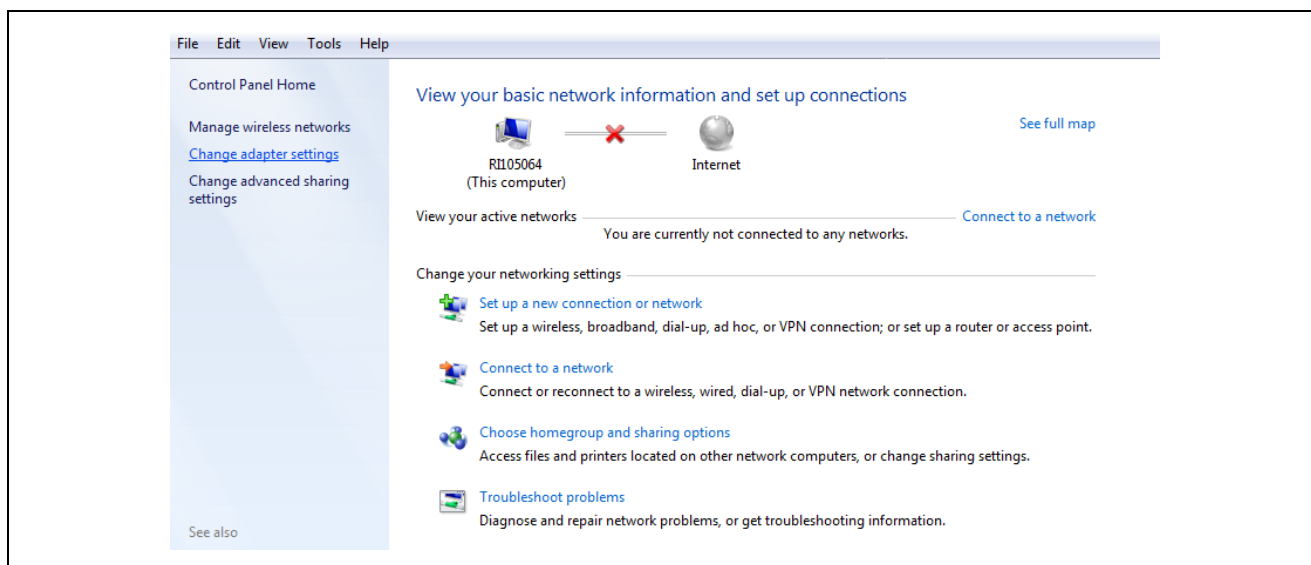 File Edit View Tools Help
Control Panel Home
Manage wireless networks
Change adapter settings
Change advanced sharing
settings
See also
View your basic network information and set up connections
See full map
RI105064
(This computer)
Internet
View your active networks
Connect to a network
You are currently not connected to any networks.
Change your networking settings
Set up a new connection or network
Set up a wireless, broadband, dial-up, ad hoc, or VPN connection; or set up a router or access point.
Connect to a network
Connect or reconnect to a wireless, wired, dial-up, or VPN network connection.
Choose homegroup and sharing options
Access files and printers located on other network computers, or change sharing settings.
Troubleshoot problems
Diagnose and repair network problems, or get troubleshooting information.